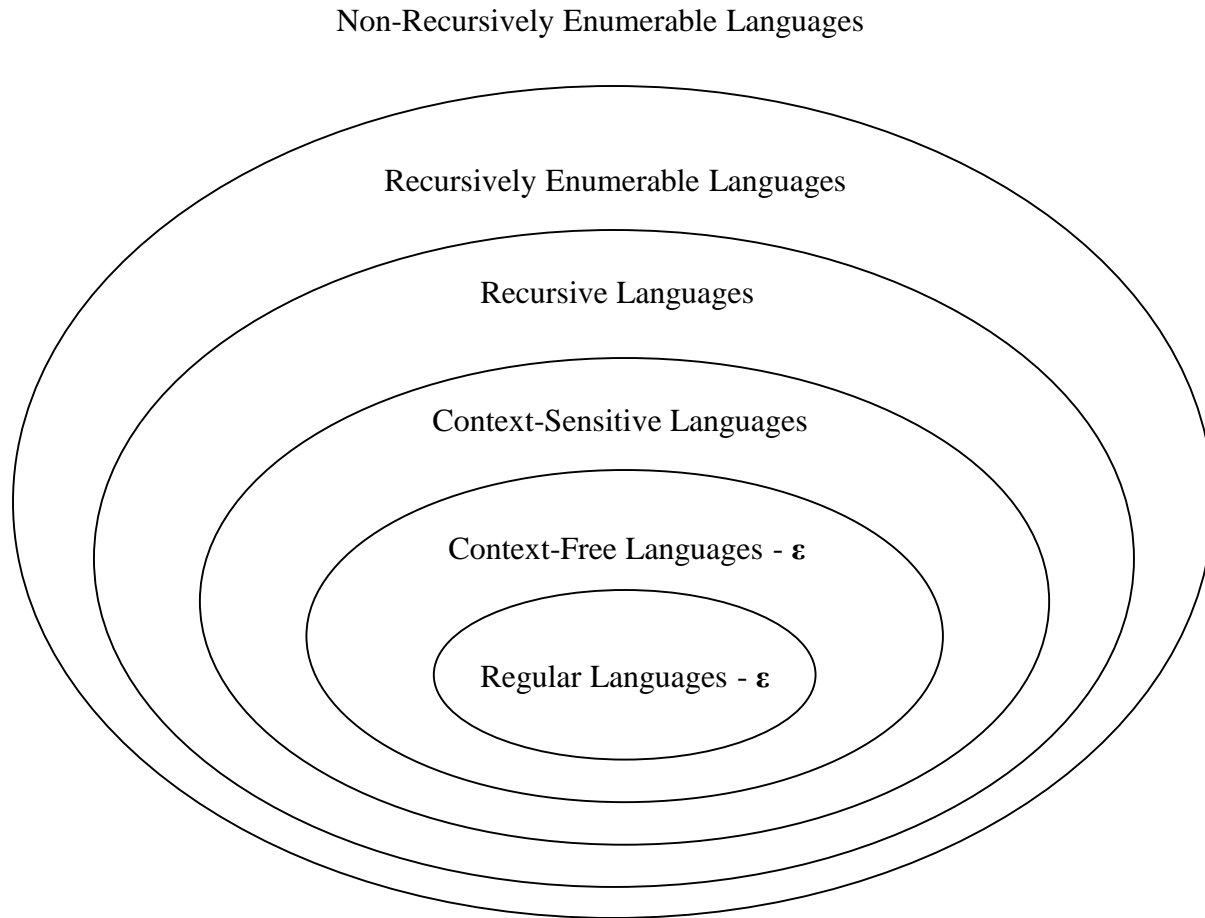 Non-Recursively Enumerable Languages
Recursively Enumerable Languages
Recursive Languages
Context-Sensitive Languages
Context-Free Languages - ε
Regular Languages - ε